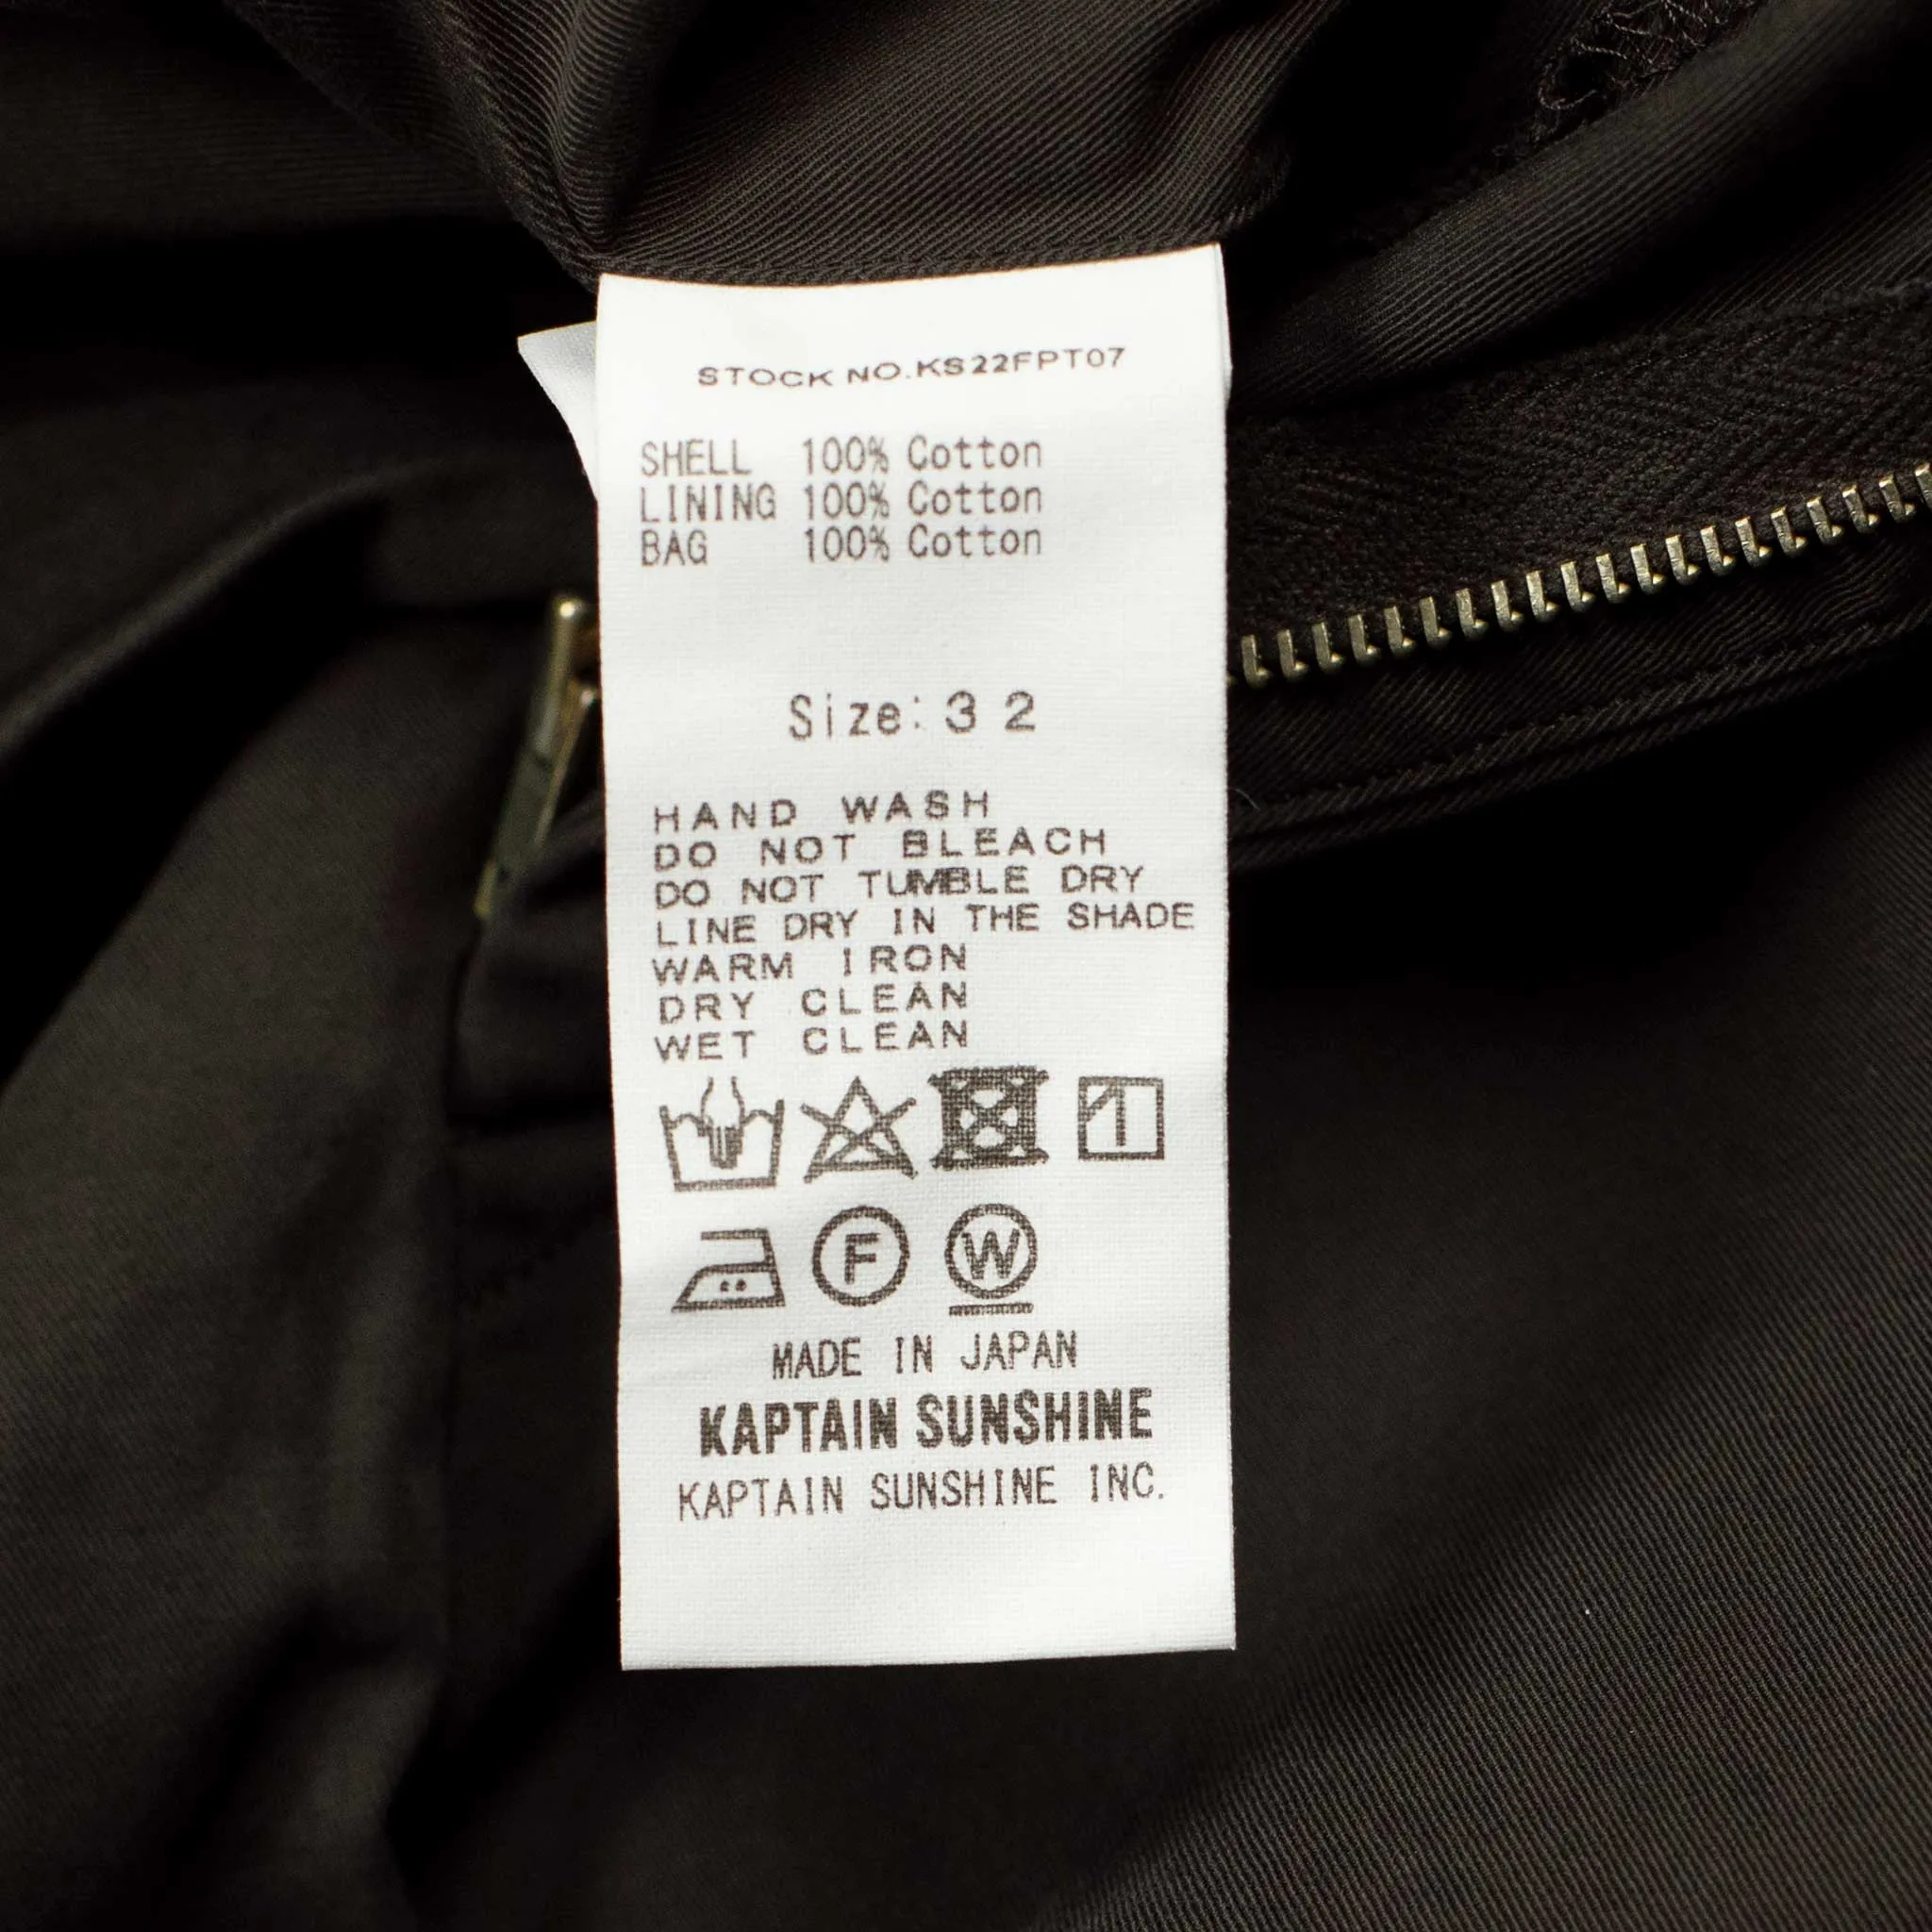 STOCK NO.KS22FPT07
SHELL 100% Cotton
LINING 100% Cotton
BAG 100% Cotton
Size:32
HAND WASH
DO NOT BLEACH
DO NOT TUMBLE DRY
LINE DRY IN THE SHADE
WARM IRON
DRY CLEAN
WET CLEAN
F W
MADE IN JAPAN
KAPTAIN SUNSHINE
KAPTAIN SUNSHINE INC.